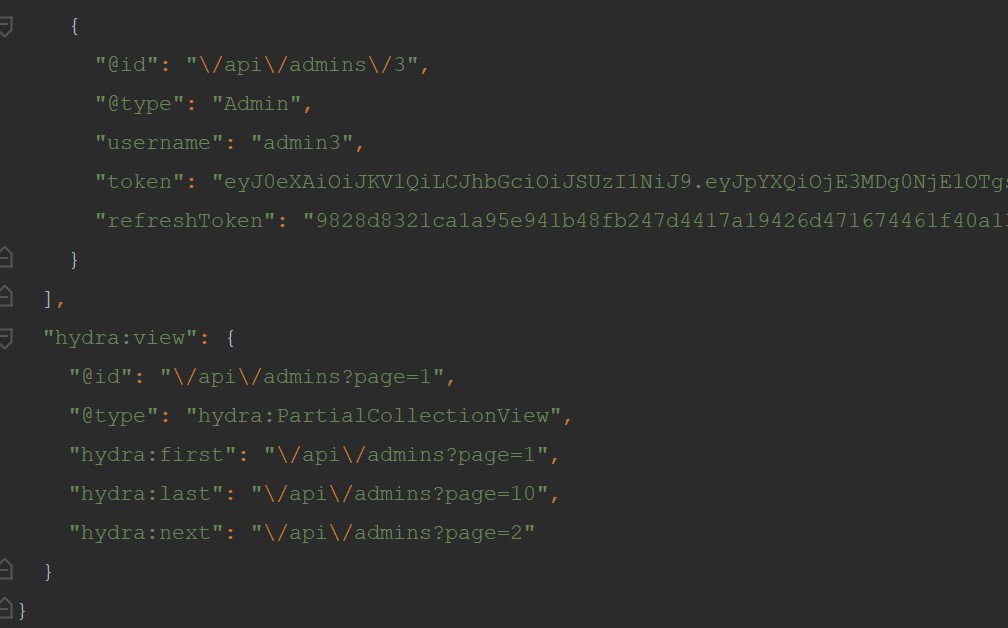 {
"@id": "\/api\/admins\/3",
"@type": "Admin",
"username": "admin3",
"token": "eyJ0eXAiOiJKV1QiLCJhbGciOiJSUzI1NiJ9.eyJpYXQiOjE3MDg0NjE1OTg
"refreshToken": "9828d8321ca1a95e941b48fb247d4417a19426d471674461f40a1
}
],
"hydra:view": {
"@id": "\/api\/admins?page=1",
"@type": "hydra:PartialCollectionView",
"hydra:first": "\/api\/admins?page=1",
"hydra:last": "\/api\/admins?page=10",
"hydra:next": "\/api\/admins?page=2"
}
}